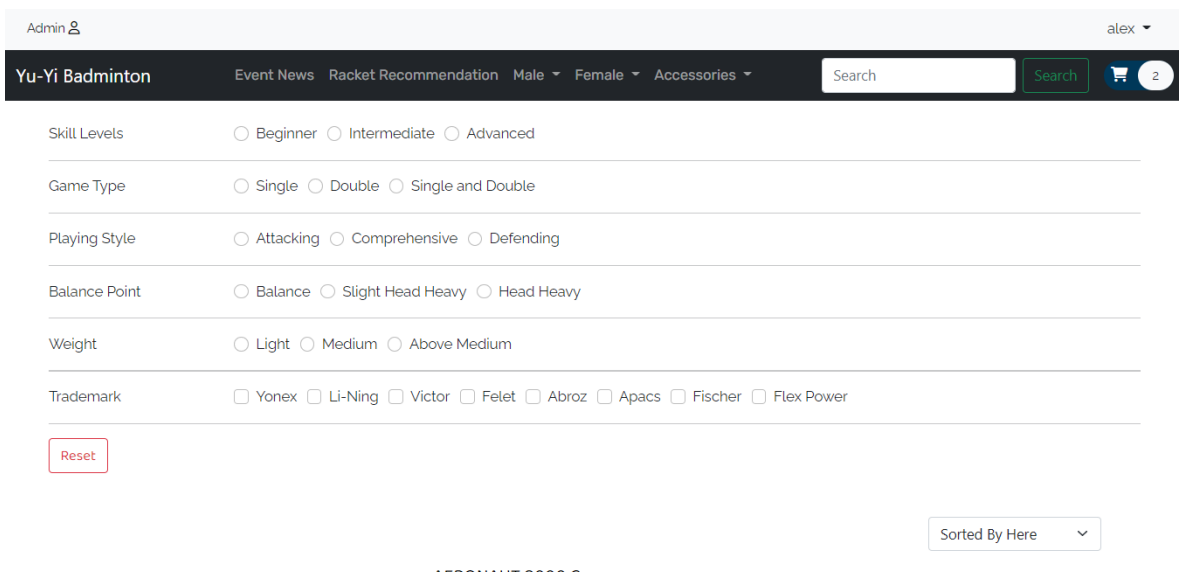 Admin
alex
Yu-Yi Badminton Event News Racket Recommendation Male Female Accessories Search Search 2
Skill Levels Beginner Intermediate Advanced
Game Type Single Double Single and Double
Playing Style Attacking Comprehensive Defending
Balance Point Balance Slight Head Heavy Head Heavy
Weight Light Medium Above Medium
Trademark Yonex Li-Ning Victor Felet Abroz Apacs Fischer Flex Power
Reset
Sorted By Here